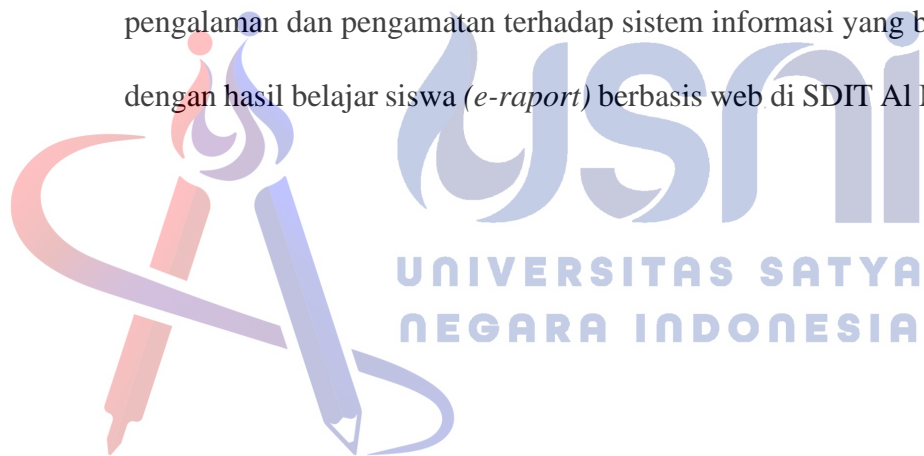 pengalaman dan pengamatan terhadap sistem informasi yang
dengan hasil belajar siswa (e-raport) berbasis web di SDIT Al
usni
UNIVERSITAS SATYA
NEGARA INDONESIA